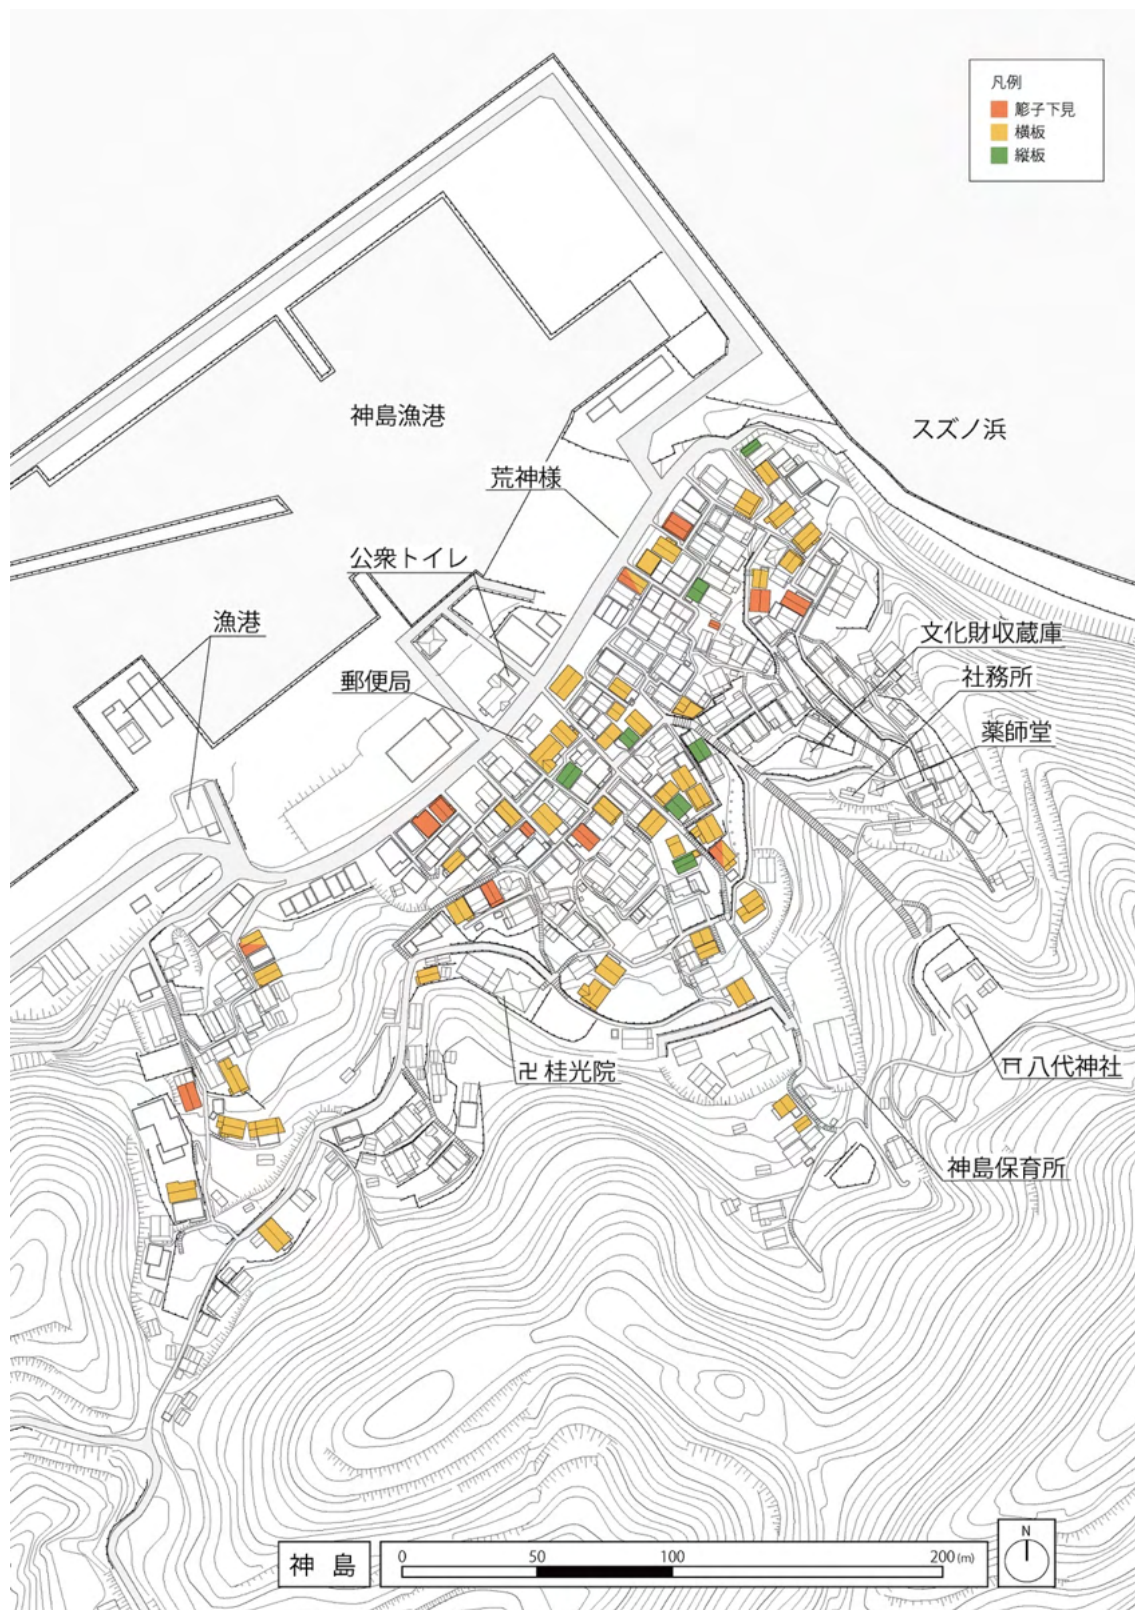 凡例
簓子下見
横板
縦板
神島漁港
スズノ浜
荒神様
公衆トイレ
漁港
文化財収蔵庫
郵便局
社務所
薬師堂
卍桂光院
八代神社
神島保育所
N
神島
0
50
100
200(m)